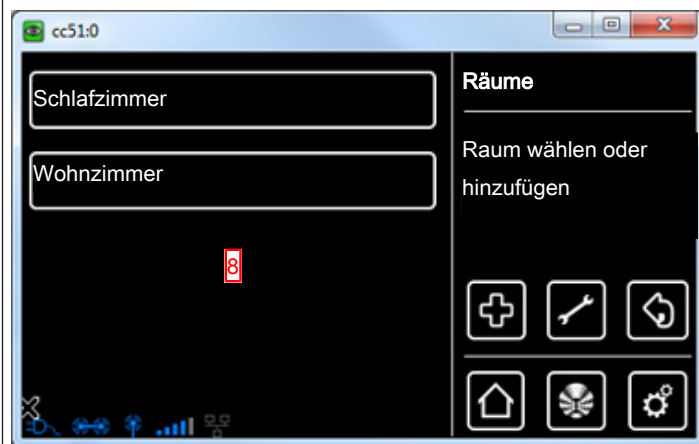 cc51:0
Schlafzimmer
Wohnzimmer
8
Räume
Raum wählen oder
hinzufügen